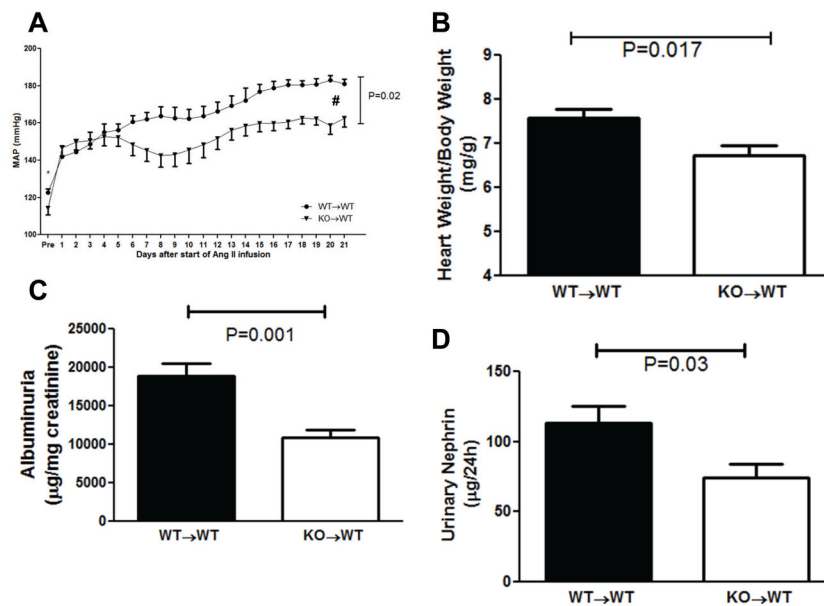 A
MAP (mmHg)
200
180
160
140
120
100
*
#
P=0.02
WT→WT
KO→WT
Pre 1 2 3 4 5 6 7 8 9 10 11 12 13 14 15 16 17 18 19 20 21
Days after start of Ang II infusion
B
P=0.017
Heart Weight/Body Weight
(mg/g)
9
8
7
6
5
4
WT→WT KO→WT
C
P=0.001
Albuminuria
(µg/mg creatinine)
25000
20000
15000
10000
5000
0
WT→WT KO→WT
D
P=0.03
Urinary Nephrin
(µg/24h)
150
100
50
0
WT→WT KO→WT